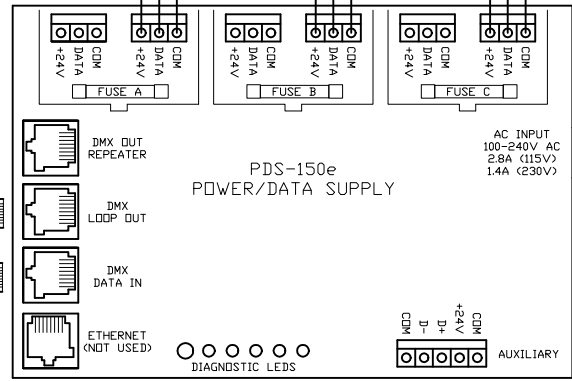 +24V DATA COM +24V DATA COM +24V DATA COM +24V DATA COM +24V DATA COM +24V DATA COM
FUSE A FUSE B FUSE C
DMX OUT
REPEATER
AC INPUT
100-240V AC
2.8A (115V)
1.4A (230V)
PDS-150e
POWER/DATA SUPPLY
DMX
LOOP OUT
DMX
DATA IN
ETHERNET
(NOT USED)
DIAGNOSTIC LEDS
COM D- D+ +24V COM
AUXILIARY